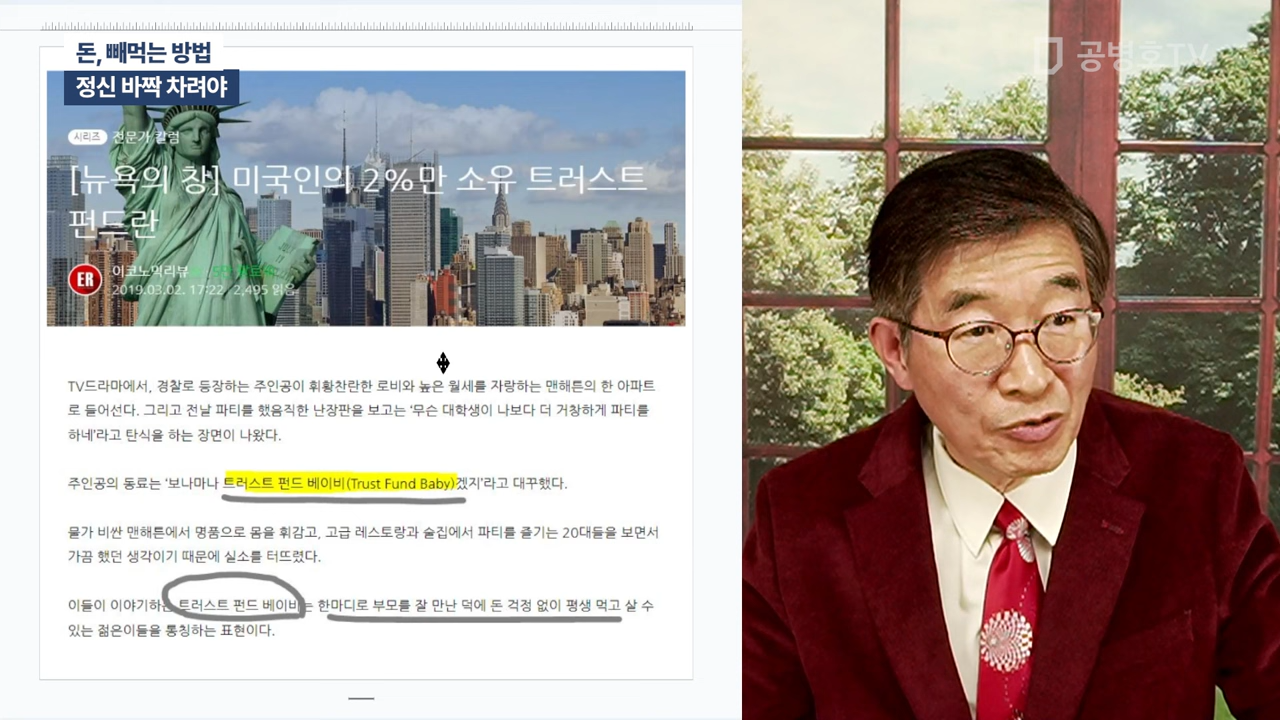 돈, 빼먹는 방법
정신 바짝 차려야
공병호TV
시리즈 전문가 칼럼
[뉴욕의 창] 미국인의 2%만 소유 트러스트
펀드란
ER
이코노믹리뷰
2019.03.02. 17:22 2,495 읽음
TV드라마에서, 경찰로 등장하는 주인공이 휘황찬란한 로비와 높은 월세를 자랑하는 맨해튼의 한 아파트
로 들어선다. 그리고 전날 파티를 했음직한 난장판을 보고는 '무슨 대학생이 나보다 더 거창하게 파티를
하네'라고 탄식을 하는 장면이 나왔다.
주인공의 동료는 '보나마나 트러스트 펀드 베이비(Trust Fund Baby)겠지'라고 대꾸했다.
물가 비싼 맨해튼에서 명품으로 몸을 휘감고, 고급 레스토랑과 술집에서 파티를 즐기는 20대들을 보면서
가끔 했던 생각이기 때문에 실소를 터뜨렸다.
이들이 이야기하는 트러스트 펀드 베이비는 한마디로 부모를 잘 만난 덕에 돈 걱정 없이 평생 먹고 살 수
있는 젊은이들을 통칭하는 표현이다.